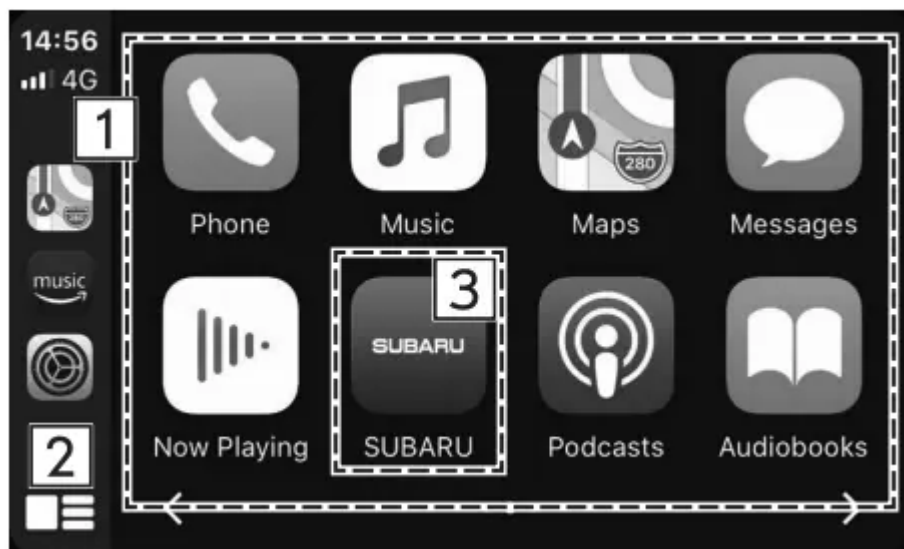 14:56
4G
1
280
Phone
Music
Maps
Messages
music
3
SUBARU
2
Now Playing
SUBARU
Podcasts
Audiobooks